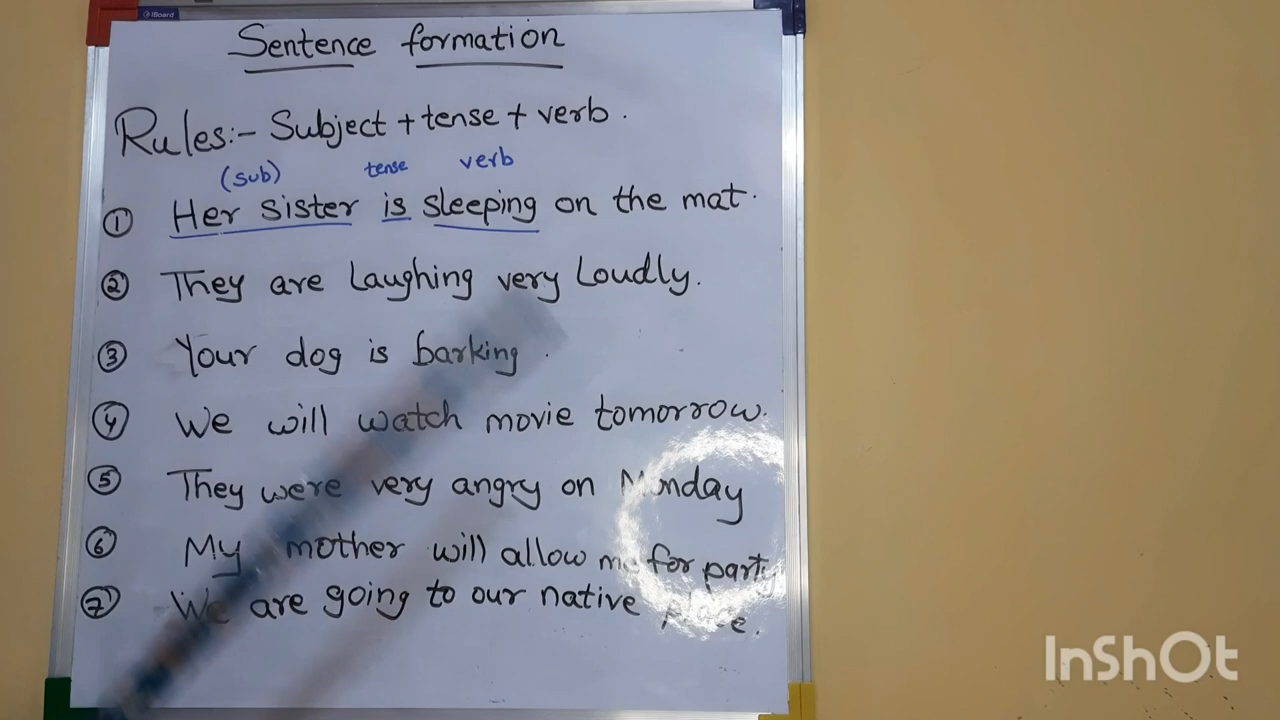 iBoard
Sentence formation
Rules:- Subject + tense + verb.
(sub) tense verb
① Her sister is sleeping on the mat.
② They are Laughing very Loudly.
③ Your dog is barking.
④ We will watch movie tomorrow.
⑤ They were very angry on Monday
⑥ My mother will allow me for party
⑦ We are going to our native place.
InShOt